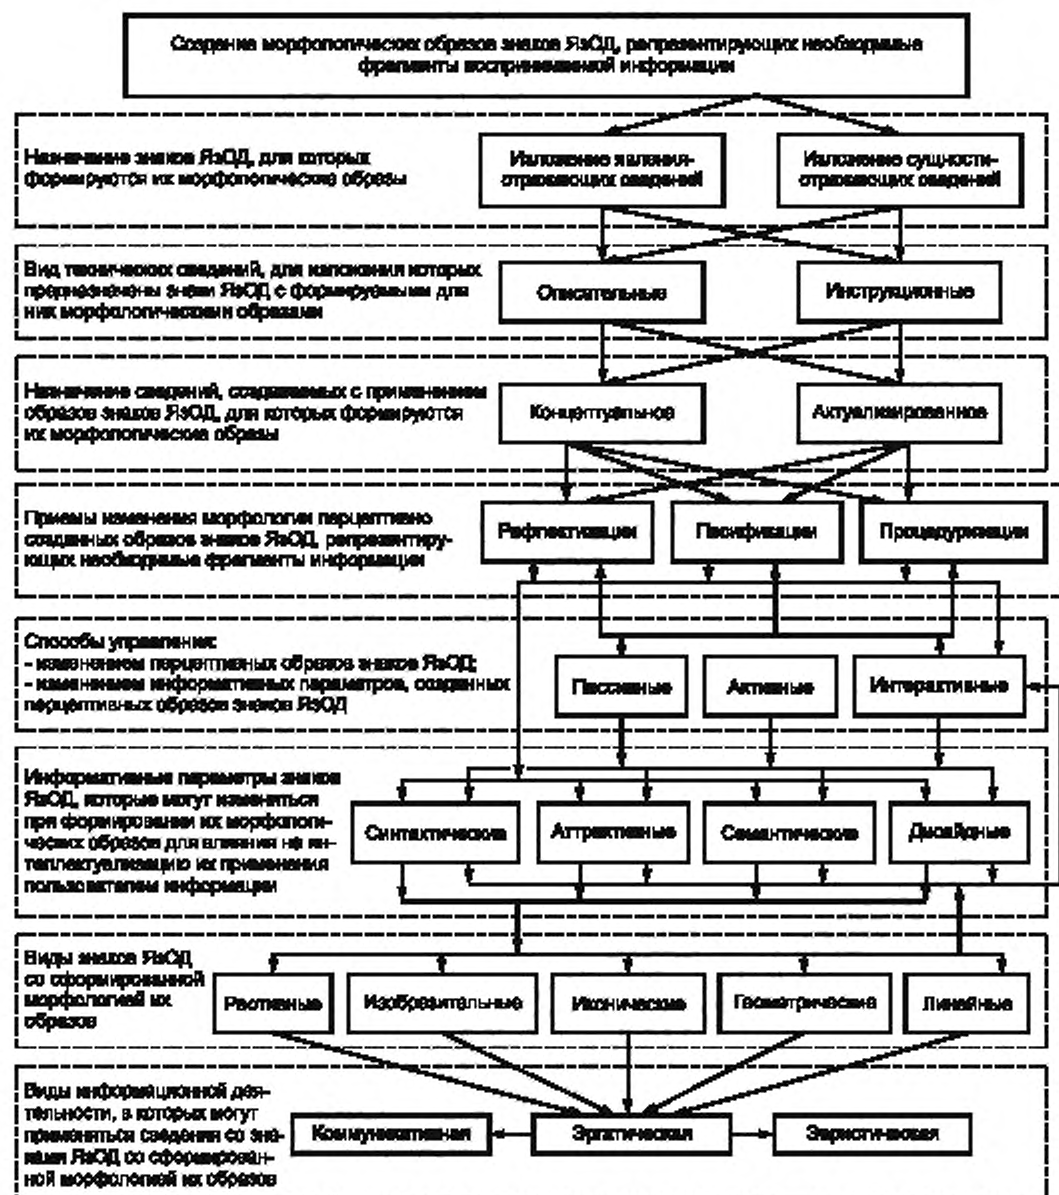 Создание морфологических образов знаков ЯзОД, репрезентирующих необходимые
фрагменты воспринимаемой информации
Назначение знаков ЯзОД, для которых
формируются их морфологические образы
Изложение явления-
отражающих сведений
Изложение сущности-
отражающих сведений
Вид технических сведений, для изложения которых
предназначены знаки ЯзОД с формируемыми для
них морфологическими образами
Описательные
Инструкционные
Назначение сведений, создаваемых с применением
образов знаков ЯзОД, для которых формируются
их морфологические образы
Концептуальное
Актуализированное
Приемы изменения морфологии перцептивно
созданных образов знаков ЯзОД, репрезентиру-
ющих необходимые фрагменты информации
Рефлектизации
Пасификации
Процедуризации
Способы управления:
- изменением перцептивных образов знаков ЯзОД;
- изменением информативных параметров, созданных
перцептивных образов знаков ЯзОД
Пассивные
Активные
Интерактивные
Информативные параметры знаков
ЯзОД, которые могут изменяться
при формировании их морфологи-
ческих образов для влияния на ин-
теллектуализацию их применения
пользователем информации
Синтактические
Аттрактивные
Семантические
Виды знаков ЯзОД
со сформированной
морфологией их
образов
Изобразительные
Иконические
Геометрические
Линейные
Виды информационной дея-
тельности, в которых могут
применяться сведения со зна-
ками ЯзОД со сформирован-
ной морфологией их образов
Коммуникативная
Эргатическая
Эвристическая